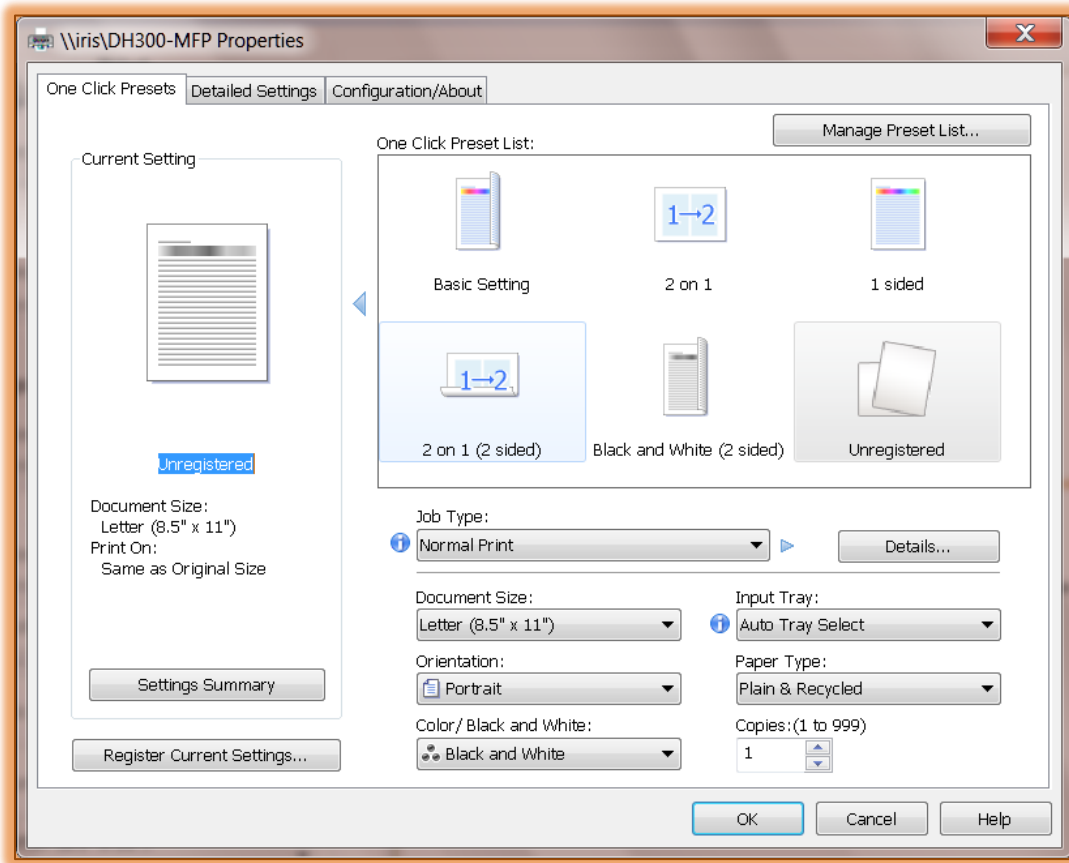 \\iris\DH300-MFP Properties
X
One Click Presets Detailed Settings Configuration/About
Manage Preset List...
One Click Preset List:
Current Setting
1→2
Basic Setting 2 on 1 1 sided
1→2
2 on 1 (2 sided) Black and White (2 sided) Unregistered
Unregistered
Document Size:
Letter (8.5" x 11")
Print On:
Same as Original Size
Settings Summary
Register Current Settings...
Job Type:
Normal Print Details...
Document Size: Input Tray:
Letter (8.5" x 11") Auto Tray Select
Orientation: Paper Type:
Portrait Plain & Recycled
Color/ Black and White: Copies:(1 to 999)
Black and White 1
OK Cancel Help